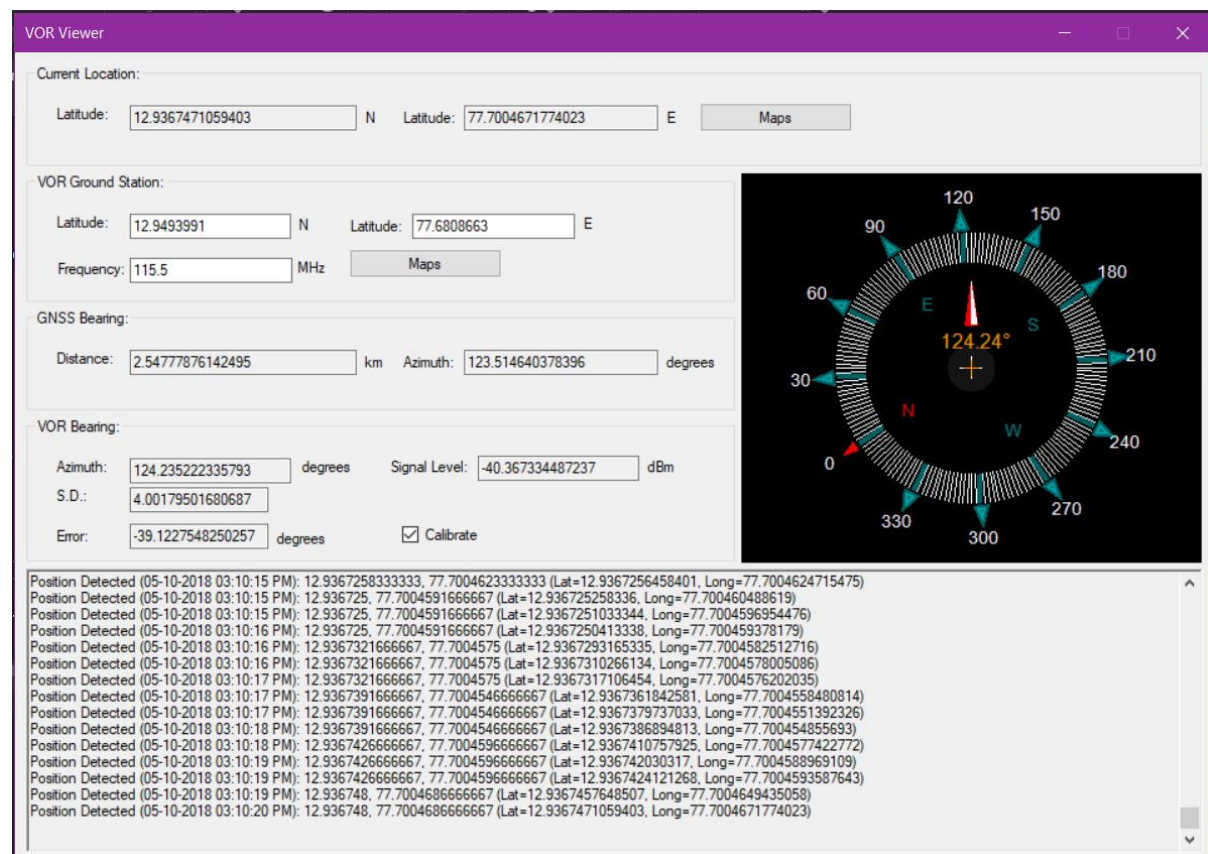 VOR Viewer
Current Location:
Latitude: 12.9367471059403 N Latitude: 77.7004671774023 E Maps
VOR Ground Station:
Latitude: 12.9493991 N Latitude: 77.6808663 E
Frequency: 115.5 MHz Maps
GNSS Bearing:
Distance: 2.54777876142495 km Azimuth: 123.514640378396 degrees
VOR Bearing:
Azimuth: 124.235222335793 degrees Signal Level: -40.367334487237 dBm
S.D.: 4.00179501680687
Error: -39.1227548250257 degrees Calibrate
120
90 150
180
60 E S
124.24°
210
30
N W
240
0
270
330
300
Position Detected (05-10-2018 03:10:15 PM): 12.9367258333333, 77.7004623333333 (Lat=12.9367256458401, Long=77.7004624715475)
Position Detected (05-10-2018 03:10:15 PM): 12.936725, 77.7004591666667 (Lat=12.936725258336, Long=77.700460488619)
Position Detected (05-10-2018 03:10:15 PM): 12.936725, 77.7004591666667 (Lat=12.9367251033344, Long=77.7004596954476)
Position Detected (05-10-2018 03:10:16 PM): 12.936725, 77.7004591666667 (Lat=12.9367250413338, Long=77.700459378179)
Position Detected (05-10-2018 03:10:16 PM): 12.9367321666667, 77.7004575 (Lat=12.9367293165335, Long=77.7004582512716)
Position Detected (05-10-2018 03:10:16 PM): 12.9367321666667, 77.7004575 (Lat=12.9367310266134, Long=77.7004578005086)
Position Detected (05-10-2018 03:10:17 PM): 12.9367321666667, 77.7004575 (Lat=12.9367317106454, Long=77.7004576202035)
Position Detected (05-10-2018 03:10:17 PM): 12.9367391666667, 77.7004546666667 (Lat=12.9367361842581, Long=77.7004558480814)
Position Detected (05-10-2018 03:10:17 PM): 12.9367391666667, 77.7004546666667 (Lat=12.9367379737033, Long=77.7004551392326)
Position Detected (05-10-2018 03:10:18 PM): 12.9367391666667, 77.7004546666667 (Lat=12.9367386894813, Long=77.700454855693)
Position Detected (05-10-2018 03:10:18 PM): 12.9367426666667, 77.7004596666667 (Lat=12.9367410757925, Long=77.7004577422772)
Position Detected (05-10-2018 03:10:19 PM): 12.9367426666667, 77.7004596666667 (Lat=12.936742030317, Long=77.7004588969109)
Position Detected (05-10-2018 03:10:19 PM): 12.9367426666667, 77.7004596666667 (Lat=12.9367424121268, Long=77.7004593587643)
Position Detected (05-10-2018 03:10:19 PM): 12.936748, 77.7004686666667 (Lat=12.9367457648507, Long=77.7004649435058)
Position Detected (05-10-2018 03:10:20 PM): 12.936748, 77.7004686666667 (Lat=12.9367471059403, Long=77.7004671774023)